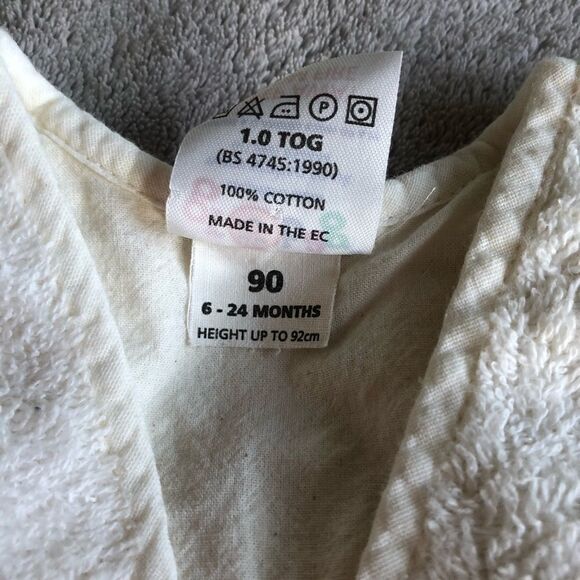 P
1.0 TOG
(BS 4745:1990)
100% COTTON
MADE IN THE EC
90
6 - 24 MONTHS
HEIGHT UP TO 92cm